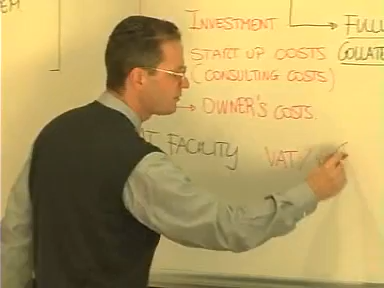 EM
INVESTMENT
FULL
START UP COSTS
COLLATE
(CONSULTING COSTS)
→ OWNER'S COSTS.
T FACILITY VAT /